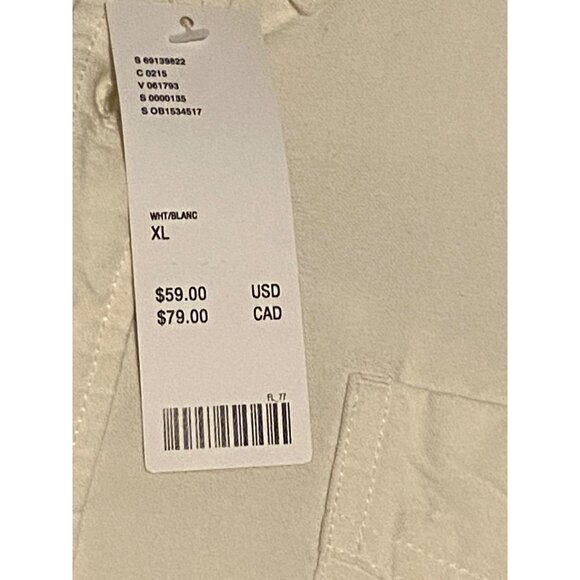 S 69139822
C 0215
V 061793
S 0000135
S OB1534517
WHT/BLANC
XL
$59.00 USD
$79.00 CAD
FL_77